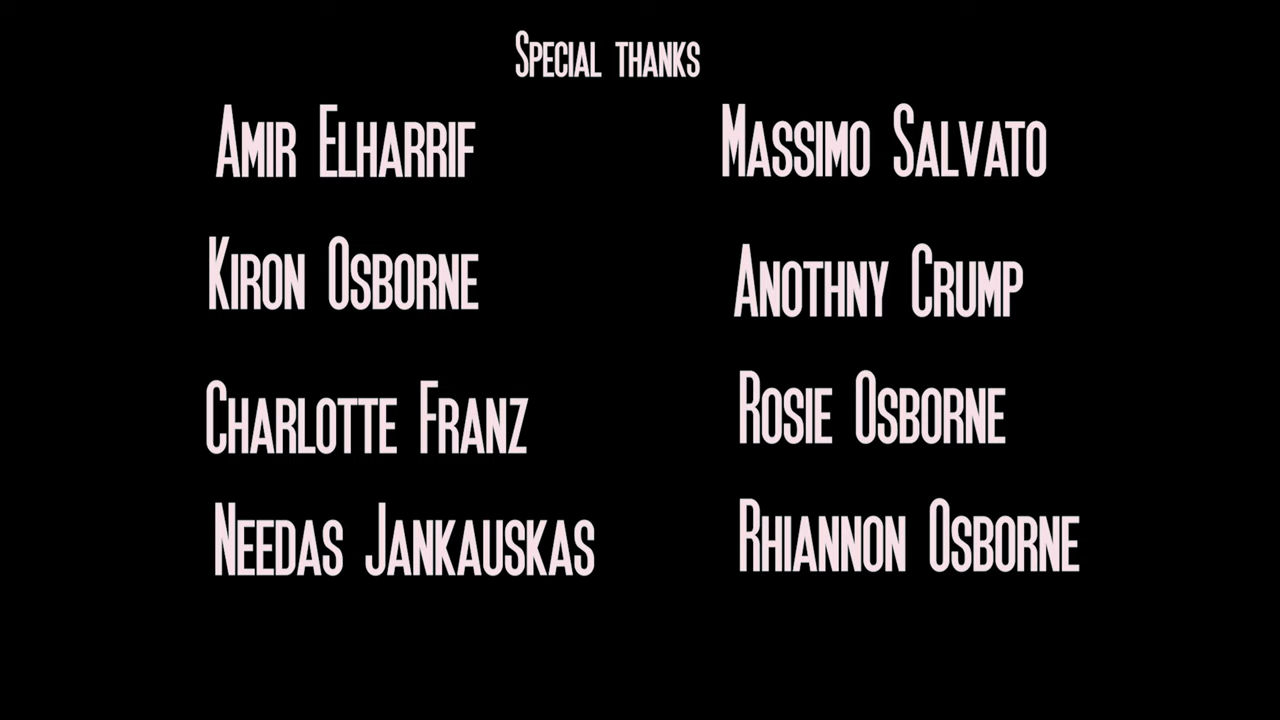 Special thanks
Amir Elharrif
Massimo Salvato
Kiron Osborne
Anothny Crump
Charlotte Franz
Rosie Osborne
Needas Jankauskas
Rhiannon Osborne